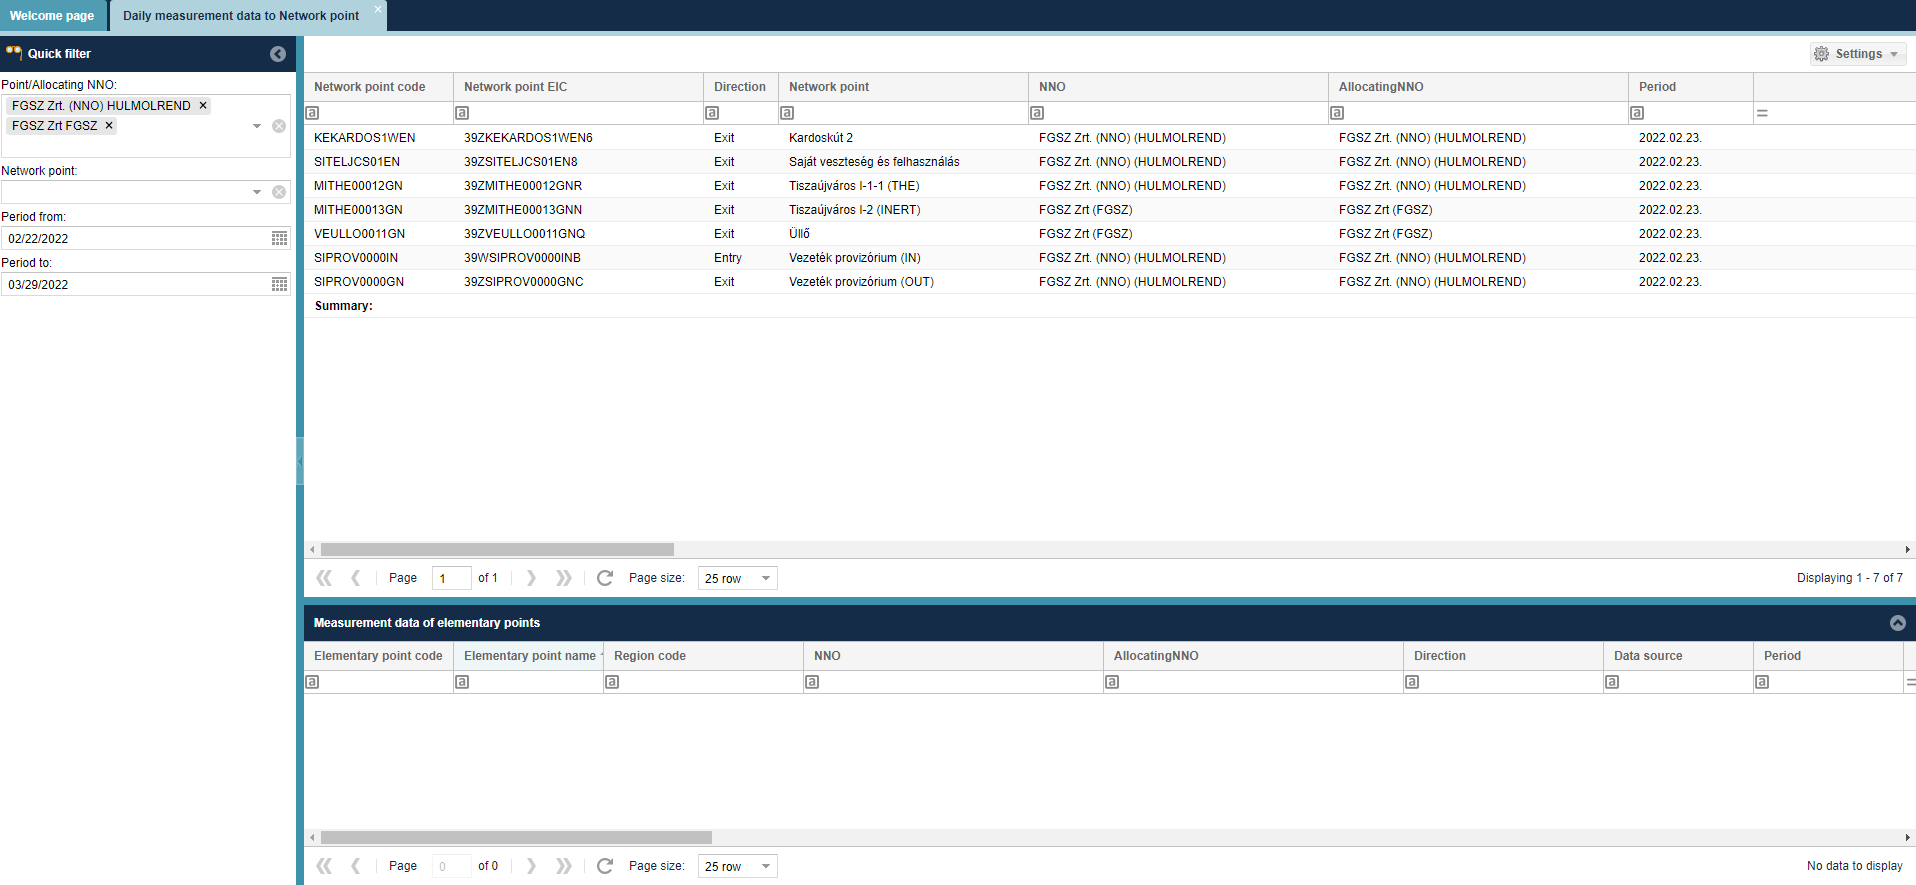 Welcome page
Daily measurement data to Network point
Quick filter
Point/Allocating NNO:
FGSZ Zrt. (NNO) HULMOLREND
FGSZ Zrt FGSZ
Network point:
Period from:
02/22/2022
Period to:
03/29/2022
Settings
Network point code Network point EIC Direction Network point NNO AllocatingNNO Period
KEKARDOS1WEN 39ZKEKARDOS1WEN6 Exit Kardoskút 2 FGSZ Zrt. (NNO) (HULMOLREND) FGSZ Zrt. (NNO) (HULMOLREND) 2022.02.23.
SITELJCS01EN 39ZSITELJCS01EN8 Exit Saját veszteség és felhasználás FGSZ Zrt. (NNO) (HULMOLREND) FGSZ Zrt. (NNO) (HULMOLREND) 2022.02.23.
MITHE00012GN 39ZMITHE00012GNR Exit Tiszaújváros I-1-1 (THE) FGSZ Zrt. (NNO) (HULMOLREND) FGSZ Zrt. (NNO) (HULMOLREND) 2022.02.23.
MITHE00013GN 39ZMITHE00013GNN Exit Tiszaújváros I-2 (INERT) FGSZ Zrt (FGSZ) FGSZ Zrt (FGSZ) 2022.02.23.
VEULLO0011GN 39ZVEULLO0011GNQ Exit Üllő FGSZ Zrt (FGSZ) FGSZ Zrt (FGSZ) 2022.02.23.
SIPROV0000IN 39WSIPROV0000INB Entry Vezeték provizórium (IN) FGSZ Zrt. (NNO) (HULMOLREND) FGSZ Zrt. (NNO) (HULMOLREND) 2022.02.23.
SIPROV0000GN 39ZSIPROV0000GNC Exit Vezeték provizórium (OUT) FGSZ Zrt. (NNO) (HULMOLREND) FGSZ Zrt. (NNO) (HULMOLREND) 2022.02.23.
Summary:
Page 1 of 1 Page size: 25 row Displaying 1 - 7 of 7
Measurement data of elementary points
Elementary point code Elementary point name Region code NNO AllocatingNNO Direction Data source Period
Page 0 of 0 Page size: 25 row No data to display